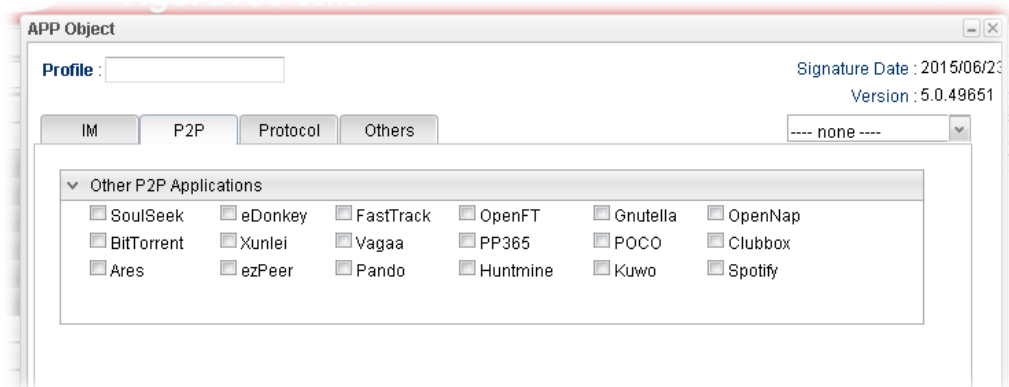 APP Object
Profile :
Signature Date : 2015/06/23
Version : 5.0.49651
IM P2P Protocol Others ---- none ----
Other P2P Applications
SoulSeek eDonkey FastTrack OpenFT Gnutella OpenNap
BitTorrent Xunlei Vagaa PP365 POCO Clubbox
Ares ezPeer Pando Huntmine Kuwo Spotify